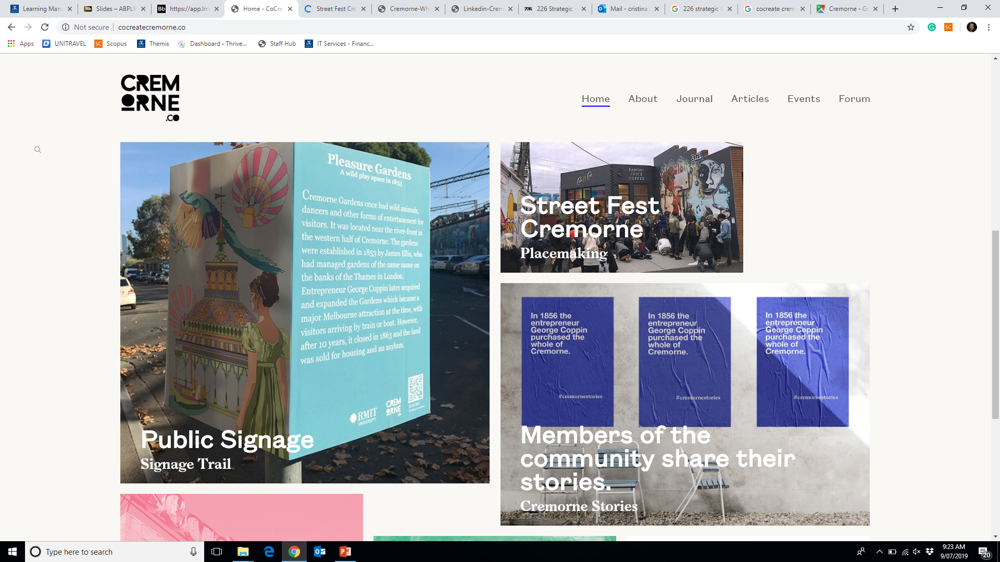 Learning Mana
Slides – ABPL9
https://app.lm
Home - CoCre
Street Fest Cre
Cremorne-Wh
Linkedin-Crem
226 Strategic –
Mail - cristina.
226 strategic l
cocreate crem
Cremorne - Go
Not secure
cocreatecremorne.co
Apps
UNITRAVEL
Scopus
Themis
Dashboard ‹ Thrive...
Staff Hub
IT Services - Financ...
CREM
ORNE
.CO
Home
About
Journal
Articles
Events
Forum
Pleasure Gardens
A wild play space in 1853
Cremorne Gardens once had wild animals,
dancers and other forms of entertainment for
visitors. It was located near the river-front in
the western half of Cremorne. The gardens
were established in 1853 by James Ellis, who
had managed gardens of the same name on
the banks of the Thames in London.
Entrepreneur George Coppin later acquired
and expanded the Gardens which became a
major Melbourne attraction at the time, with
visitors arriving by train or boat. However,
after 10 years, it closed in 1863 and the land
was sold for housing and an asylum.
SCAN ME!
RMIT
UNIVERSITY
CREM
ORNE
.CO
Public Signage
Signage Trail
Coe & Coe
PANINI
JUICE
COFFEE
5121
Street Fest
Cremorne
Placemaking
In 1856 the
entrepreneur
George Coppin
purchased the
whole of
Cremorne.
#cremornestories
In 1856 the
entrepreneur
George Coppin
purchased the
whole of
Cremorne.
#cremornestories
In 1856 the
entrepreneur
George Coppin
purchased the
whole of
Cremorne.
#cremornestories
Members of the
community share their
stories.
Cremorne Stories
Type here to search
9:23 AM
9/07/2019
20